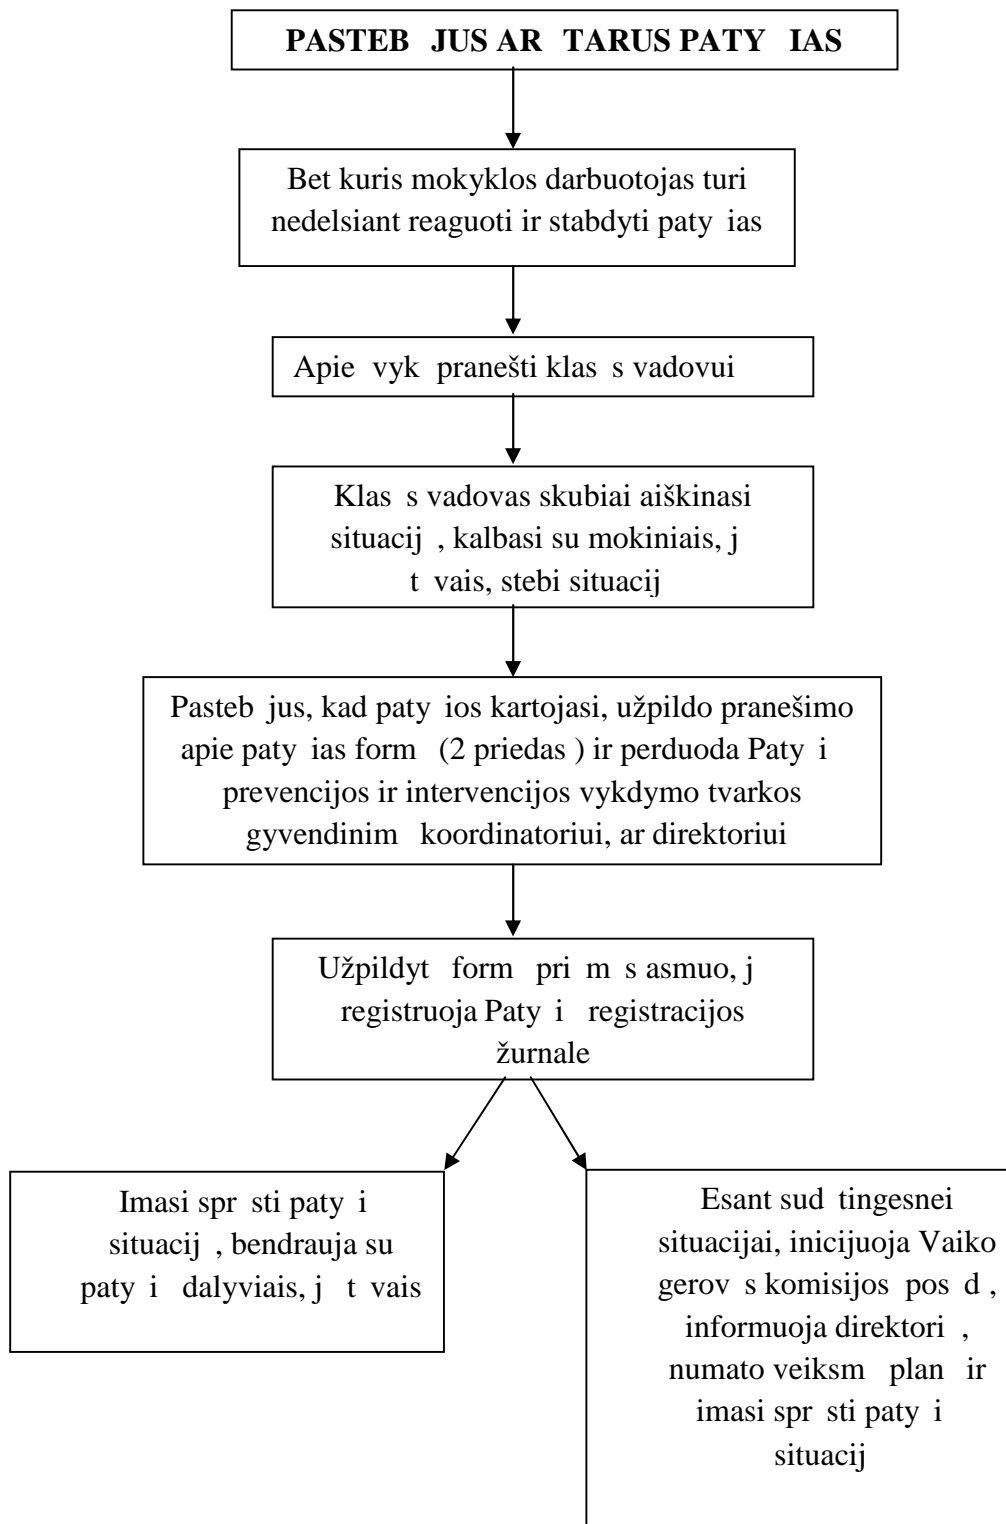 PASTEB JUS AR TARUS PATY IAS
Bet kuris mokyklos darbuotojas turi
nedelsiant reaguoti ir stabdyti paty ias
Apie vyk pranešti klas s vadovui
Klas s vadovas skubiai aiškinasi
situacij , kalbasi su mokiniais, j
t vais, stebi situacij
Pasteb jus, kad paty ios kartojasi, užpildo pranešimo
apie paty ias form (2 priedas ) ir perduoda Paty i
prevencijos ir intervencijos vykdymo tvarkos
gyvendinim koordinatoriui, ar direktoriui
Užpildyt form pri m s asmuo, j
registruoja Paty i registracijos
žurnale
Imasi spr sti paty i
situacij , bendrauja su
paty i dalyviais, j t vais
Esant sud tingesnei
situacijai, inicijuoja Vaiko
gerov s komisijos pos d ,
informuoja direktori ,
numato veiksm plan ir
imasi spr sti paty i
situacij